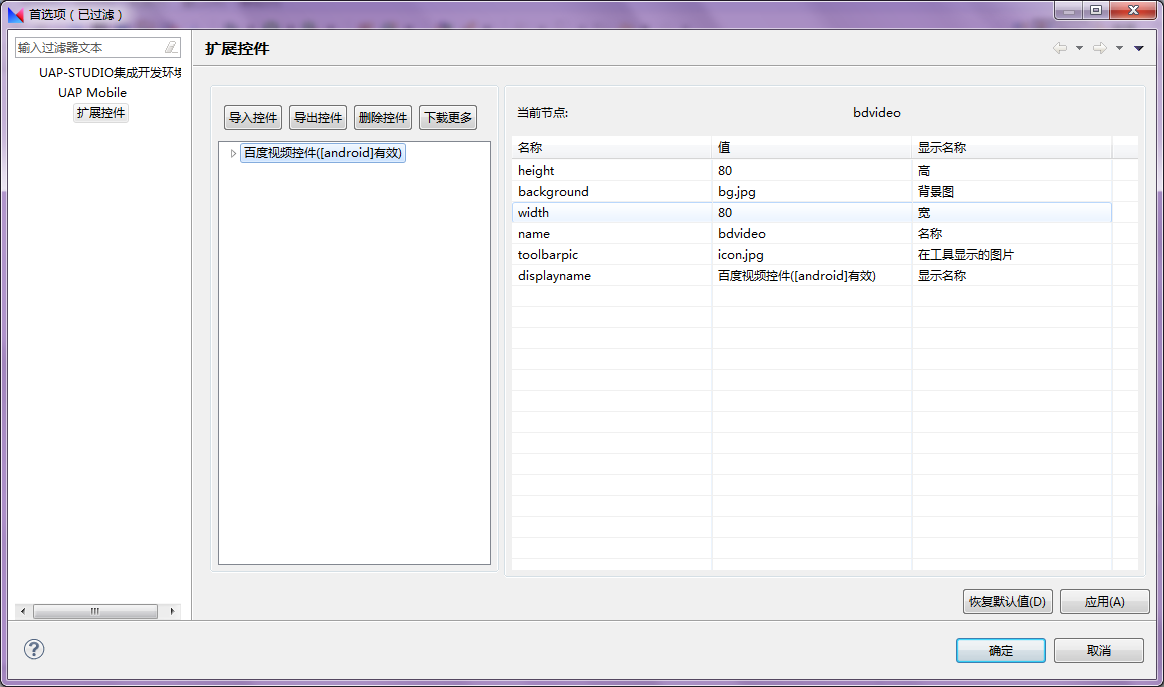 首选项（已过滤）
输入过滤器文本
UAP-STUDIO集成开发环
UAP Mobile
扩展控件
扩展控件
导入控件 导出控件 删除控件 下载更多
百度视频控件([android]有效)
当前节点: bdvideo
名称 值 显示名称
height 80 高
background bg.jpg 背景图
width 80 宽
name bdvideo 名称
toolbarpic icon.jpg 在工具显示的图片
displayname 百度视频控件([android]有效) 显示名称
恢复默认值(D) 应用(A)
确定 取消